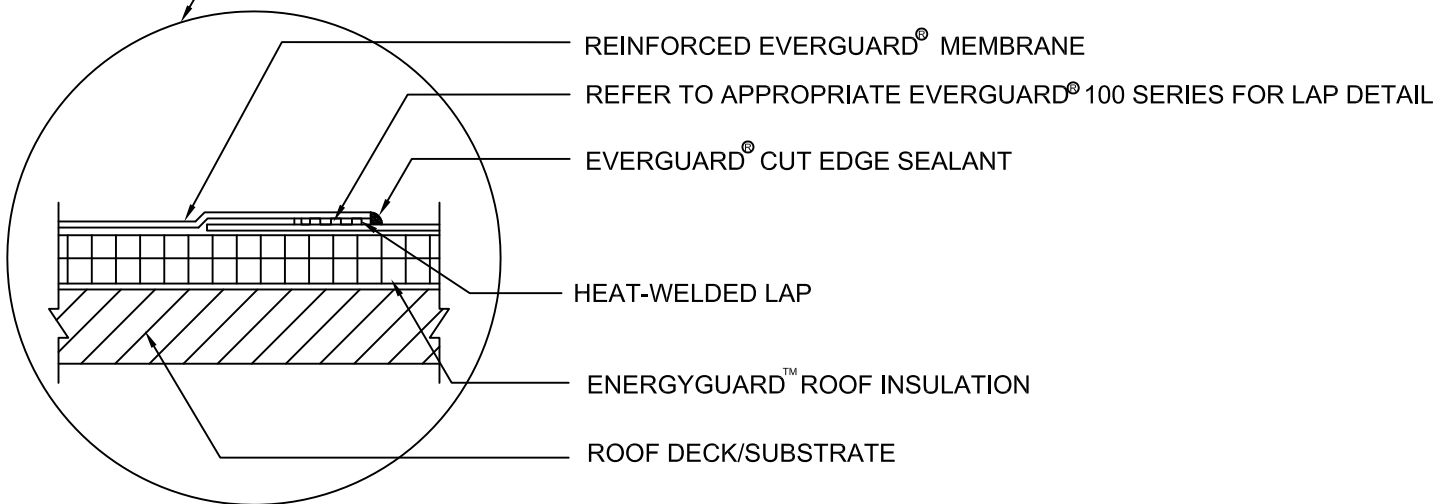 REINFORCED EVERGUARD® MEMBRANE
REFER TO APPROPRIATE EVERGUARD® 100 SERIES FOR LAP DETAIL
EVERGUARD® CUT EDGE SEALANT
HEAT-WELDED LAP
ENERGYGUARD™ ROOF INSULATION
ROOF DECK/SUBSTRATE